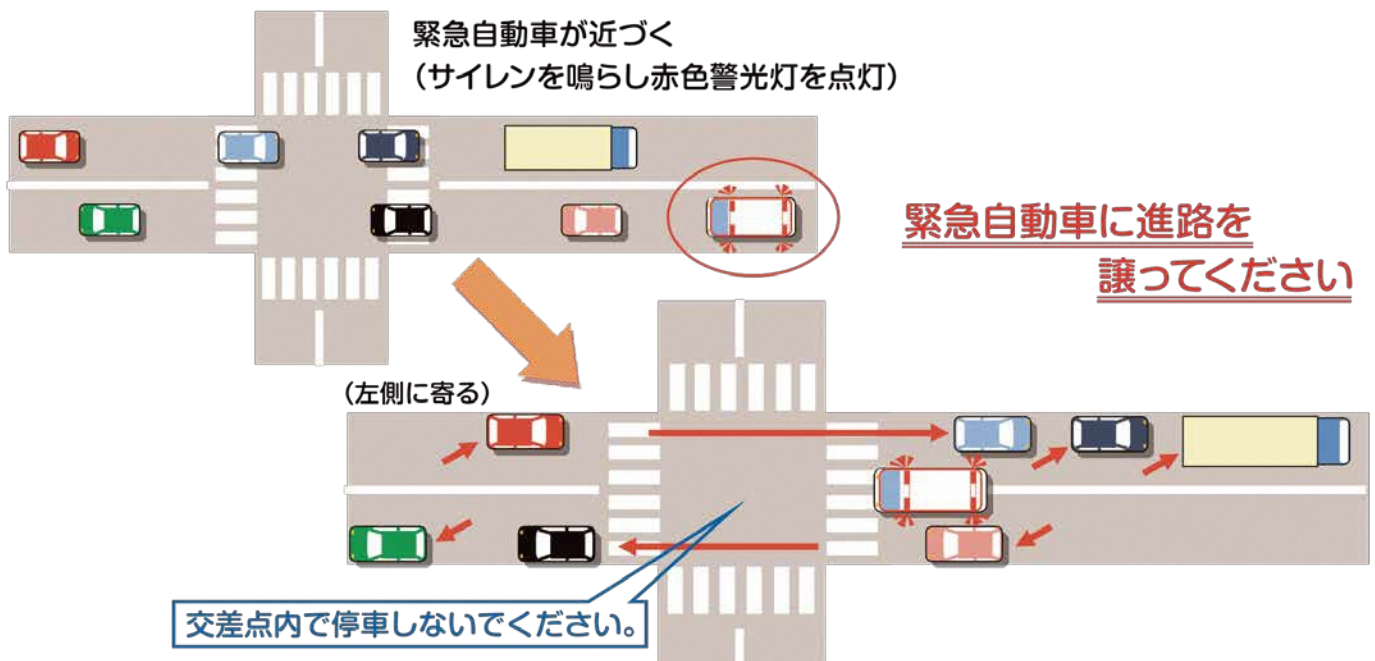 緊急自動車が近づく
（サイレンを鳴らし赤色警光灯を点灯）
緊急自動車に進路を
譲ってください
（左側に寄る）
交差点内で停車しないでください。